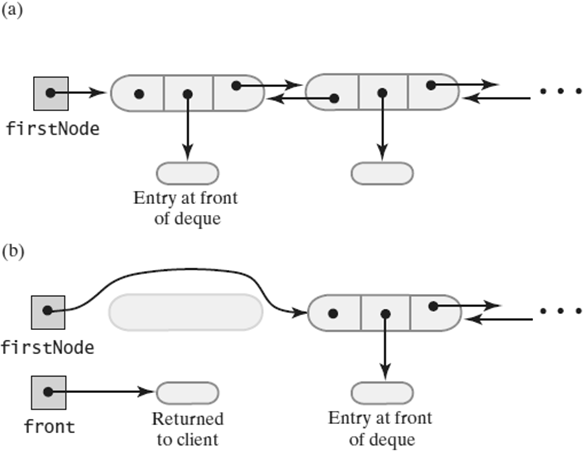 (a)
firstNode
Entry at front
of deque
(b)
firstNode
front
Returned
to client
Entry at front
of deque